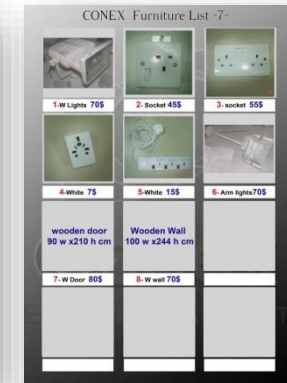 CONEX Furniture List -7-
1-W Lights 70$
2- Socket 45$
3- socket 55$
4-White 7$
5-White 15$
6- Arm lights70$
wooden door
90 w x210 h cm
Wooden Wall
100 w x244 h cm
7- W Door 80$
8- W wall 70$